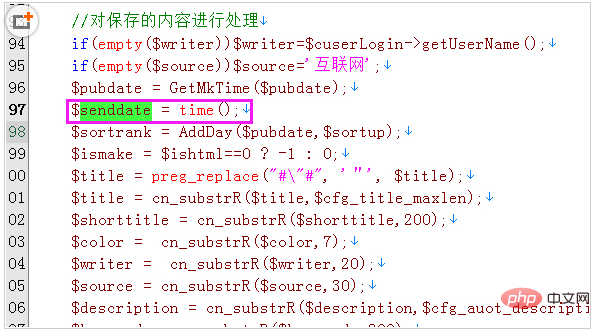 93 //对保存的内容进行处理↓
94 if(empty($writer))$writer=$cuserLogin->getUserName();↓
95 if(empty($source))$source='互联网';↓
96 $pubdate = GetMkTime($pubdate);↓
97 $senddate = time();↓
98 $sortrank = AddDay($pubdate,$sortup);↓
99 $ismake = $ishtml==0 ? -1 : 0;↓
00 $title = preg_replace("#\"#", '＂', $title);↓
01 $title = cn_substrR($title,$cfg_title_maxlen);↓
02 $shorttitle = cn_substrR($shorttitle,200);↓
03 $color =  cn_substrR($color,7);↓
04 $writer =  cn_substrR($writer,20);↓
05 $source = cn_substrR($source,30);↓
06 $description = cn_substrR($description,$cfg_auot_descripti
php 中文网